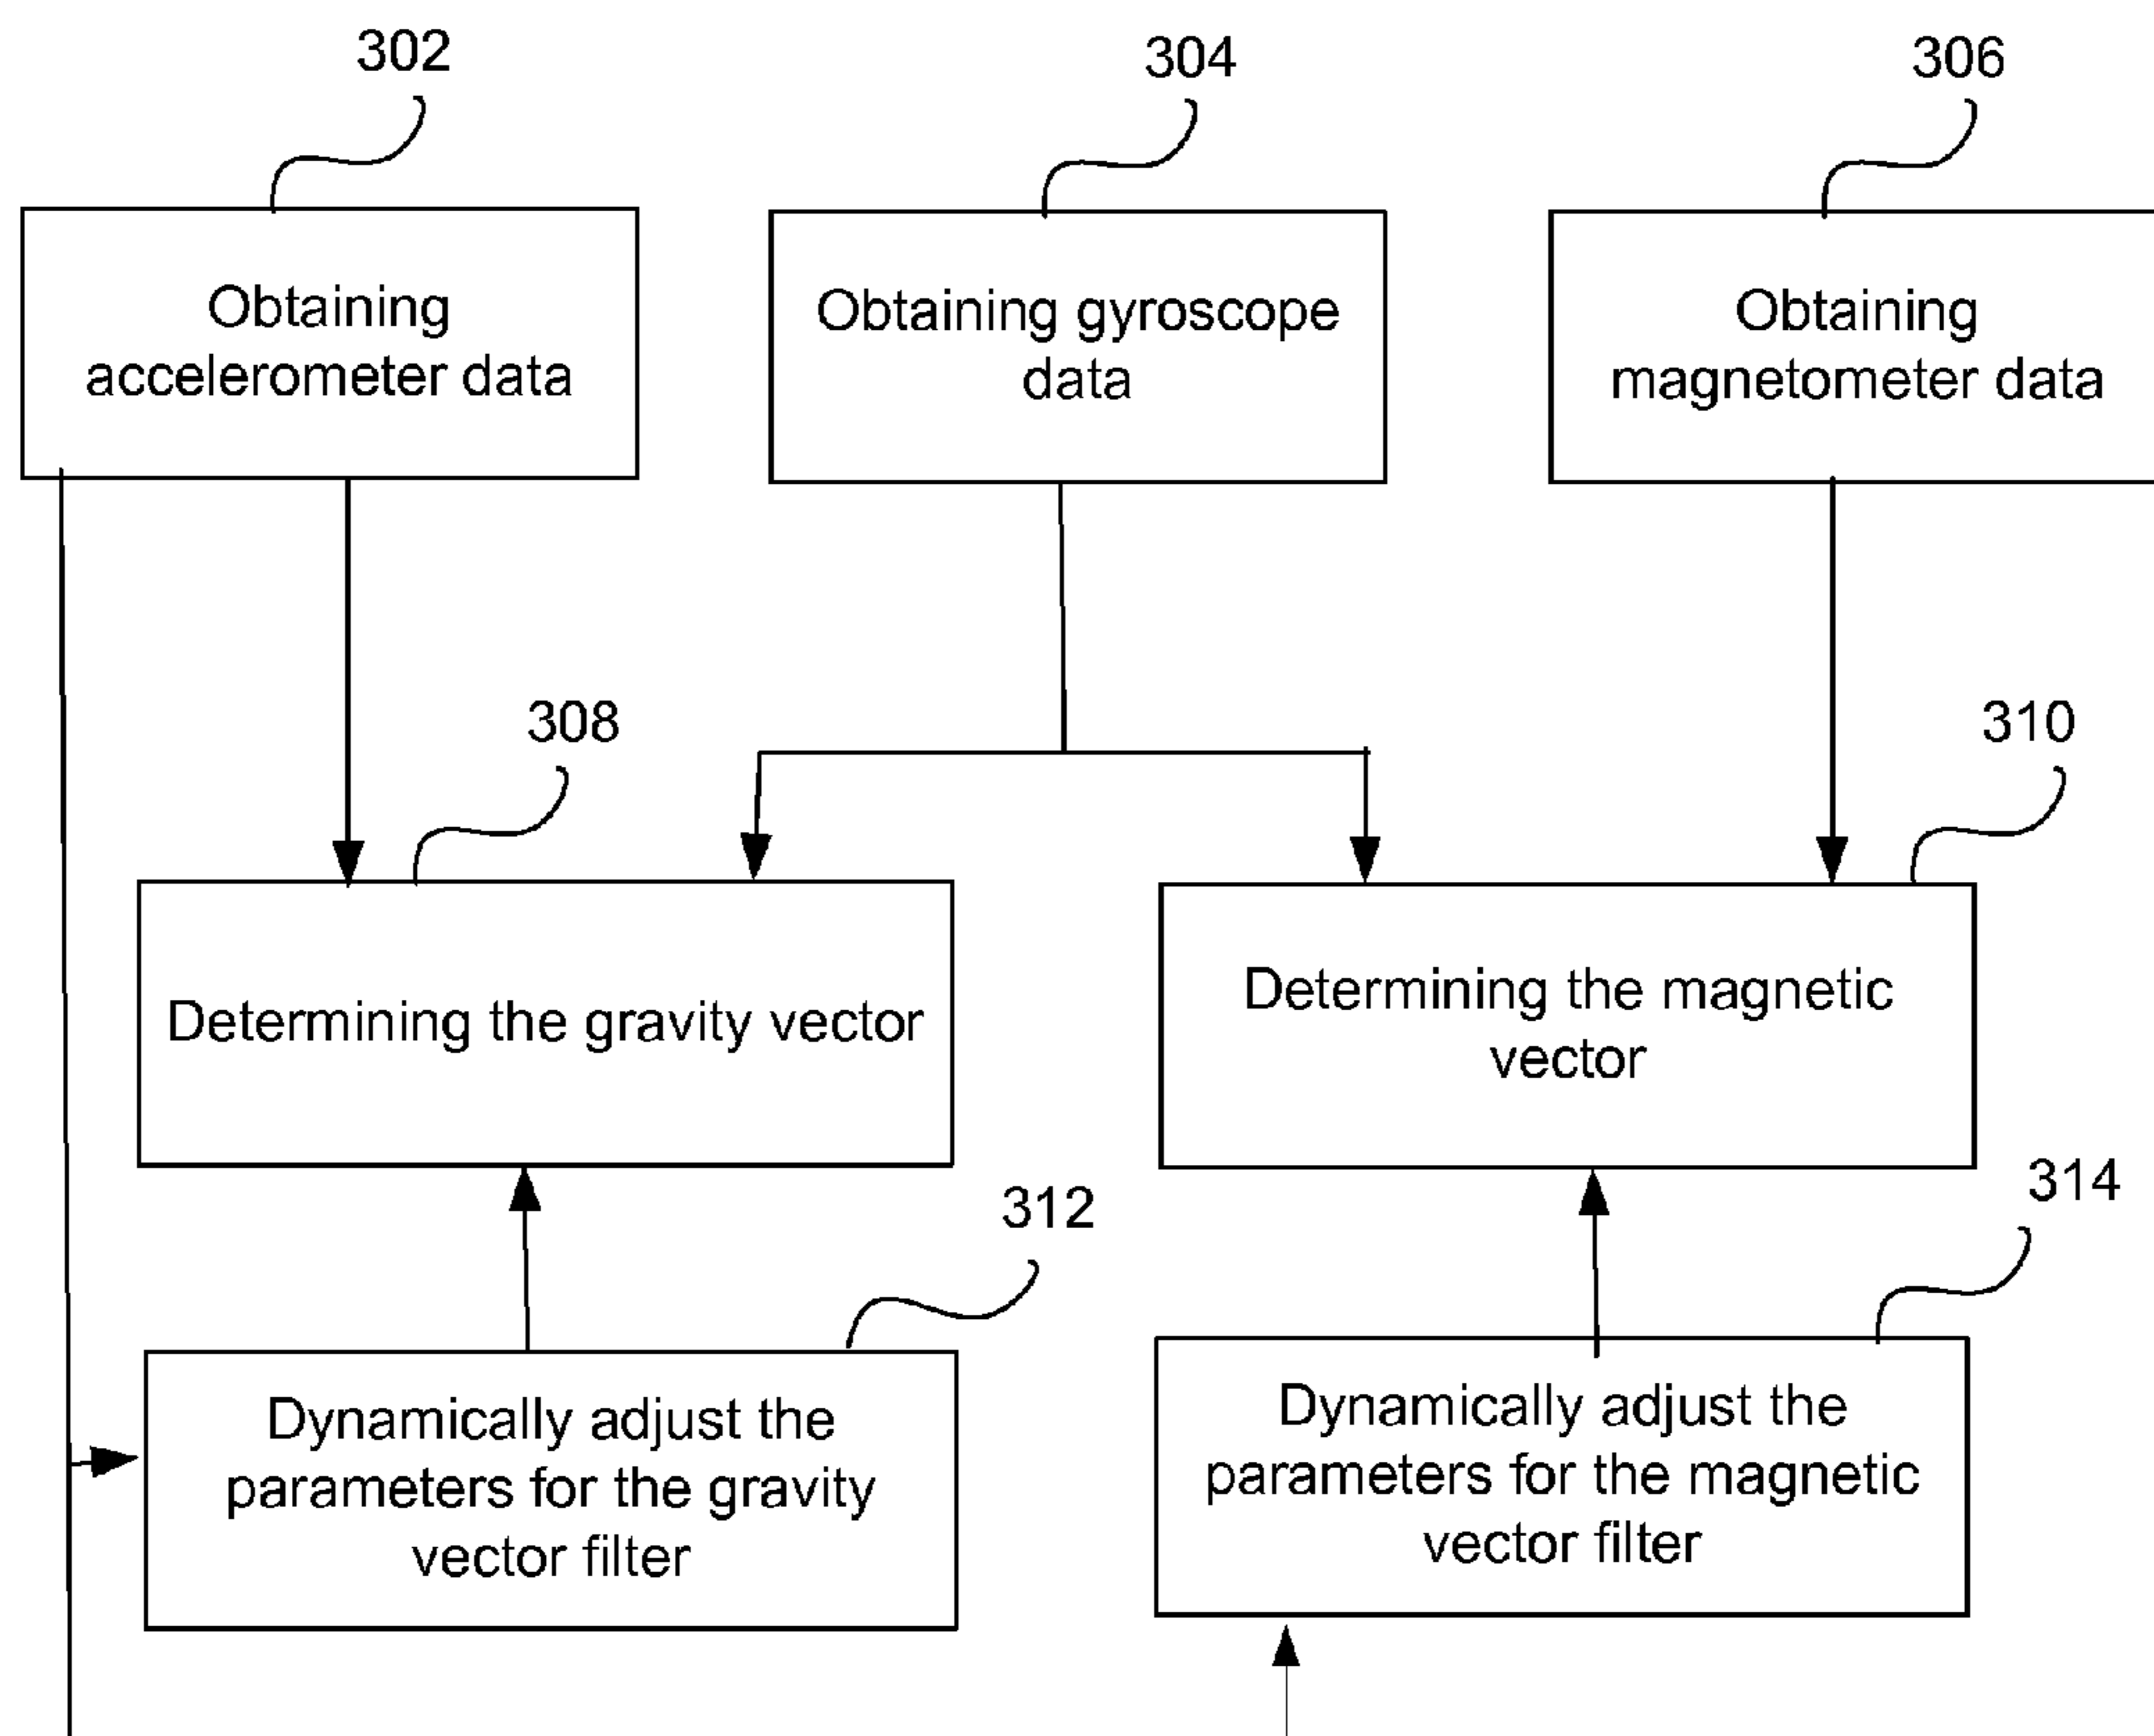 302
304
306
Obtaining
accelerometer data
Obtaining gyroscope
data
Obtaining
magnetometer data
308
310
Determining the gravity vector
Determining the magnetic
vector
312
314
Dynamically adjust the
parameters for the gravity
vector filter
Dynamically adjust the
parameters for the magnetic
vector filter